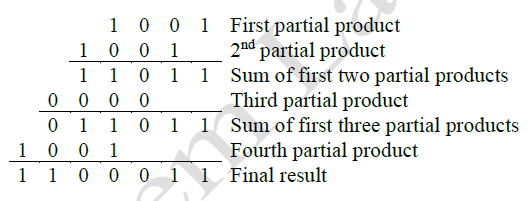 1 0 0 1 First partial product
1 0 0 1 2nd partial product
1 1 0 1 1 Sum of first two partial products
0 0 0 0 Third partial product
0 1 1 0 1 1 Sum of first three partial products
1 0 0 1 Fourth partial product
1 1 0 0 0 1 1 Final result